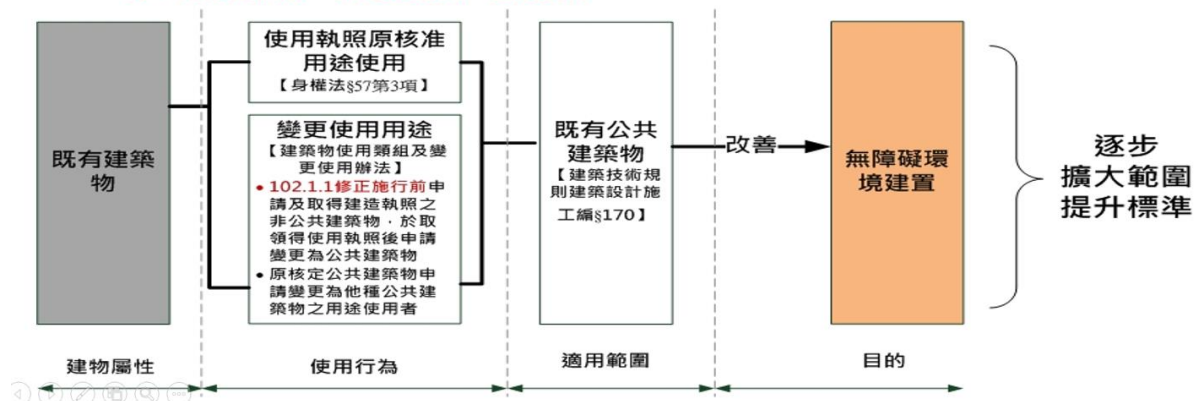 既有建築
物
使用執照原核准
用途使用
【身權法§57第3項】
變更使用用途
【建築物使用類組及變
更使用辦法】
• 102.1.1修正施行前申
請及取得建造執照之
非公共建築物，於取
領得使用執照後申請
變更為公共建築物
• 原核定公共建築物申
請變更為他種公共建
築物之用途使用者
既有公共
建築物
【建築技術規
則建築設計施
工編§170】
改善
無障礙環
境建置
逐步
擴大範圍
提升標準
建物屬性
使用行為
適用範圍
目的